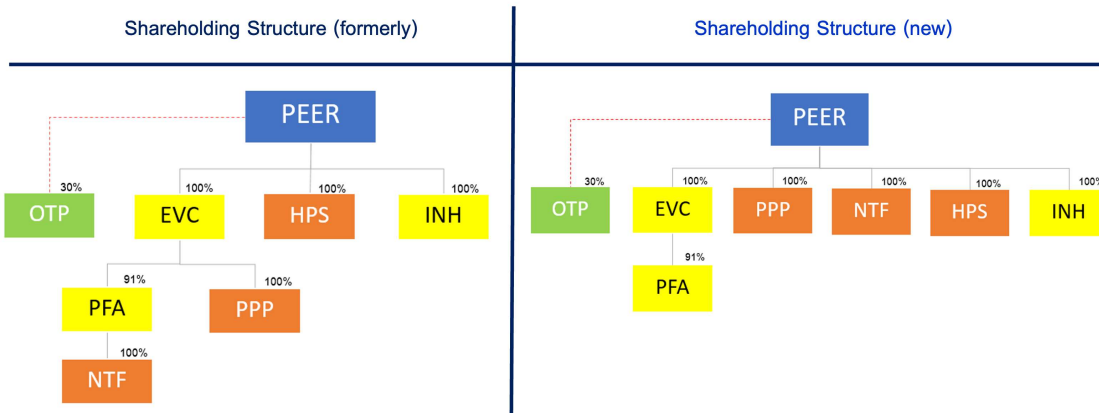 Shareholding Structure (formerly)
PEER
30%
100%
100%
100%
OTP
EVC
HPS
INH
91%
100%
PFA
PPP
100%
NTF
Shareholding Structure (new)
PEER
30%
100%
100%
100%
100%
100%
OTP
EVC
PPP
NTF
HPS
INH
91%
PFA